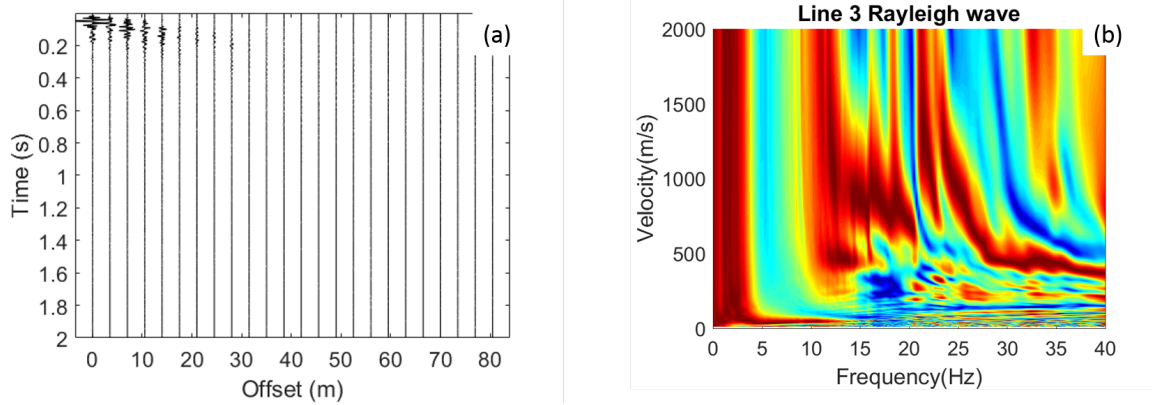 (a)
Time (s)
0.2
0.4
0.6
0.8
1
1.2
1.4
1.6
1.8
2
0 10 20 30 40 50 60 70 80
Offset (m)
Line 3 Rayleigh wave
(b)
Velocity(m/s)
2000
1500
1000
500
0
0 5 10 15 20 25 30 35 40
Frequency(Hz)